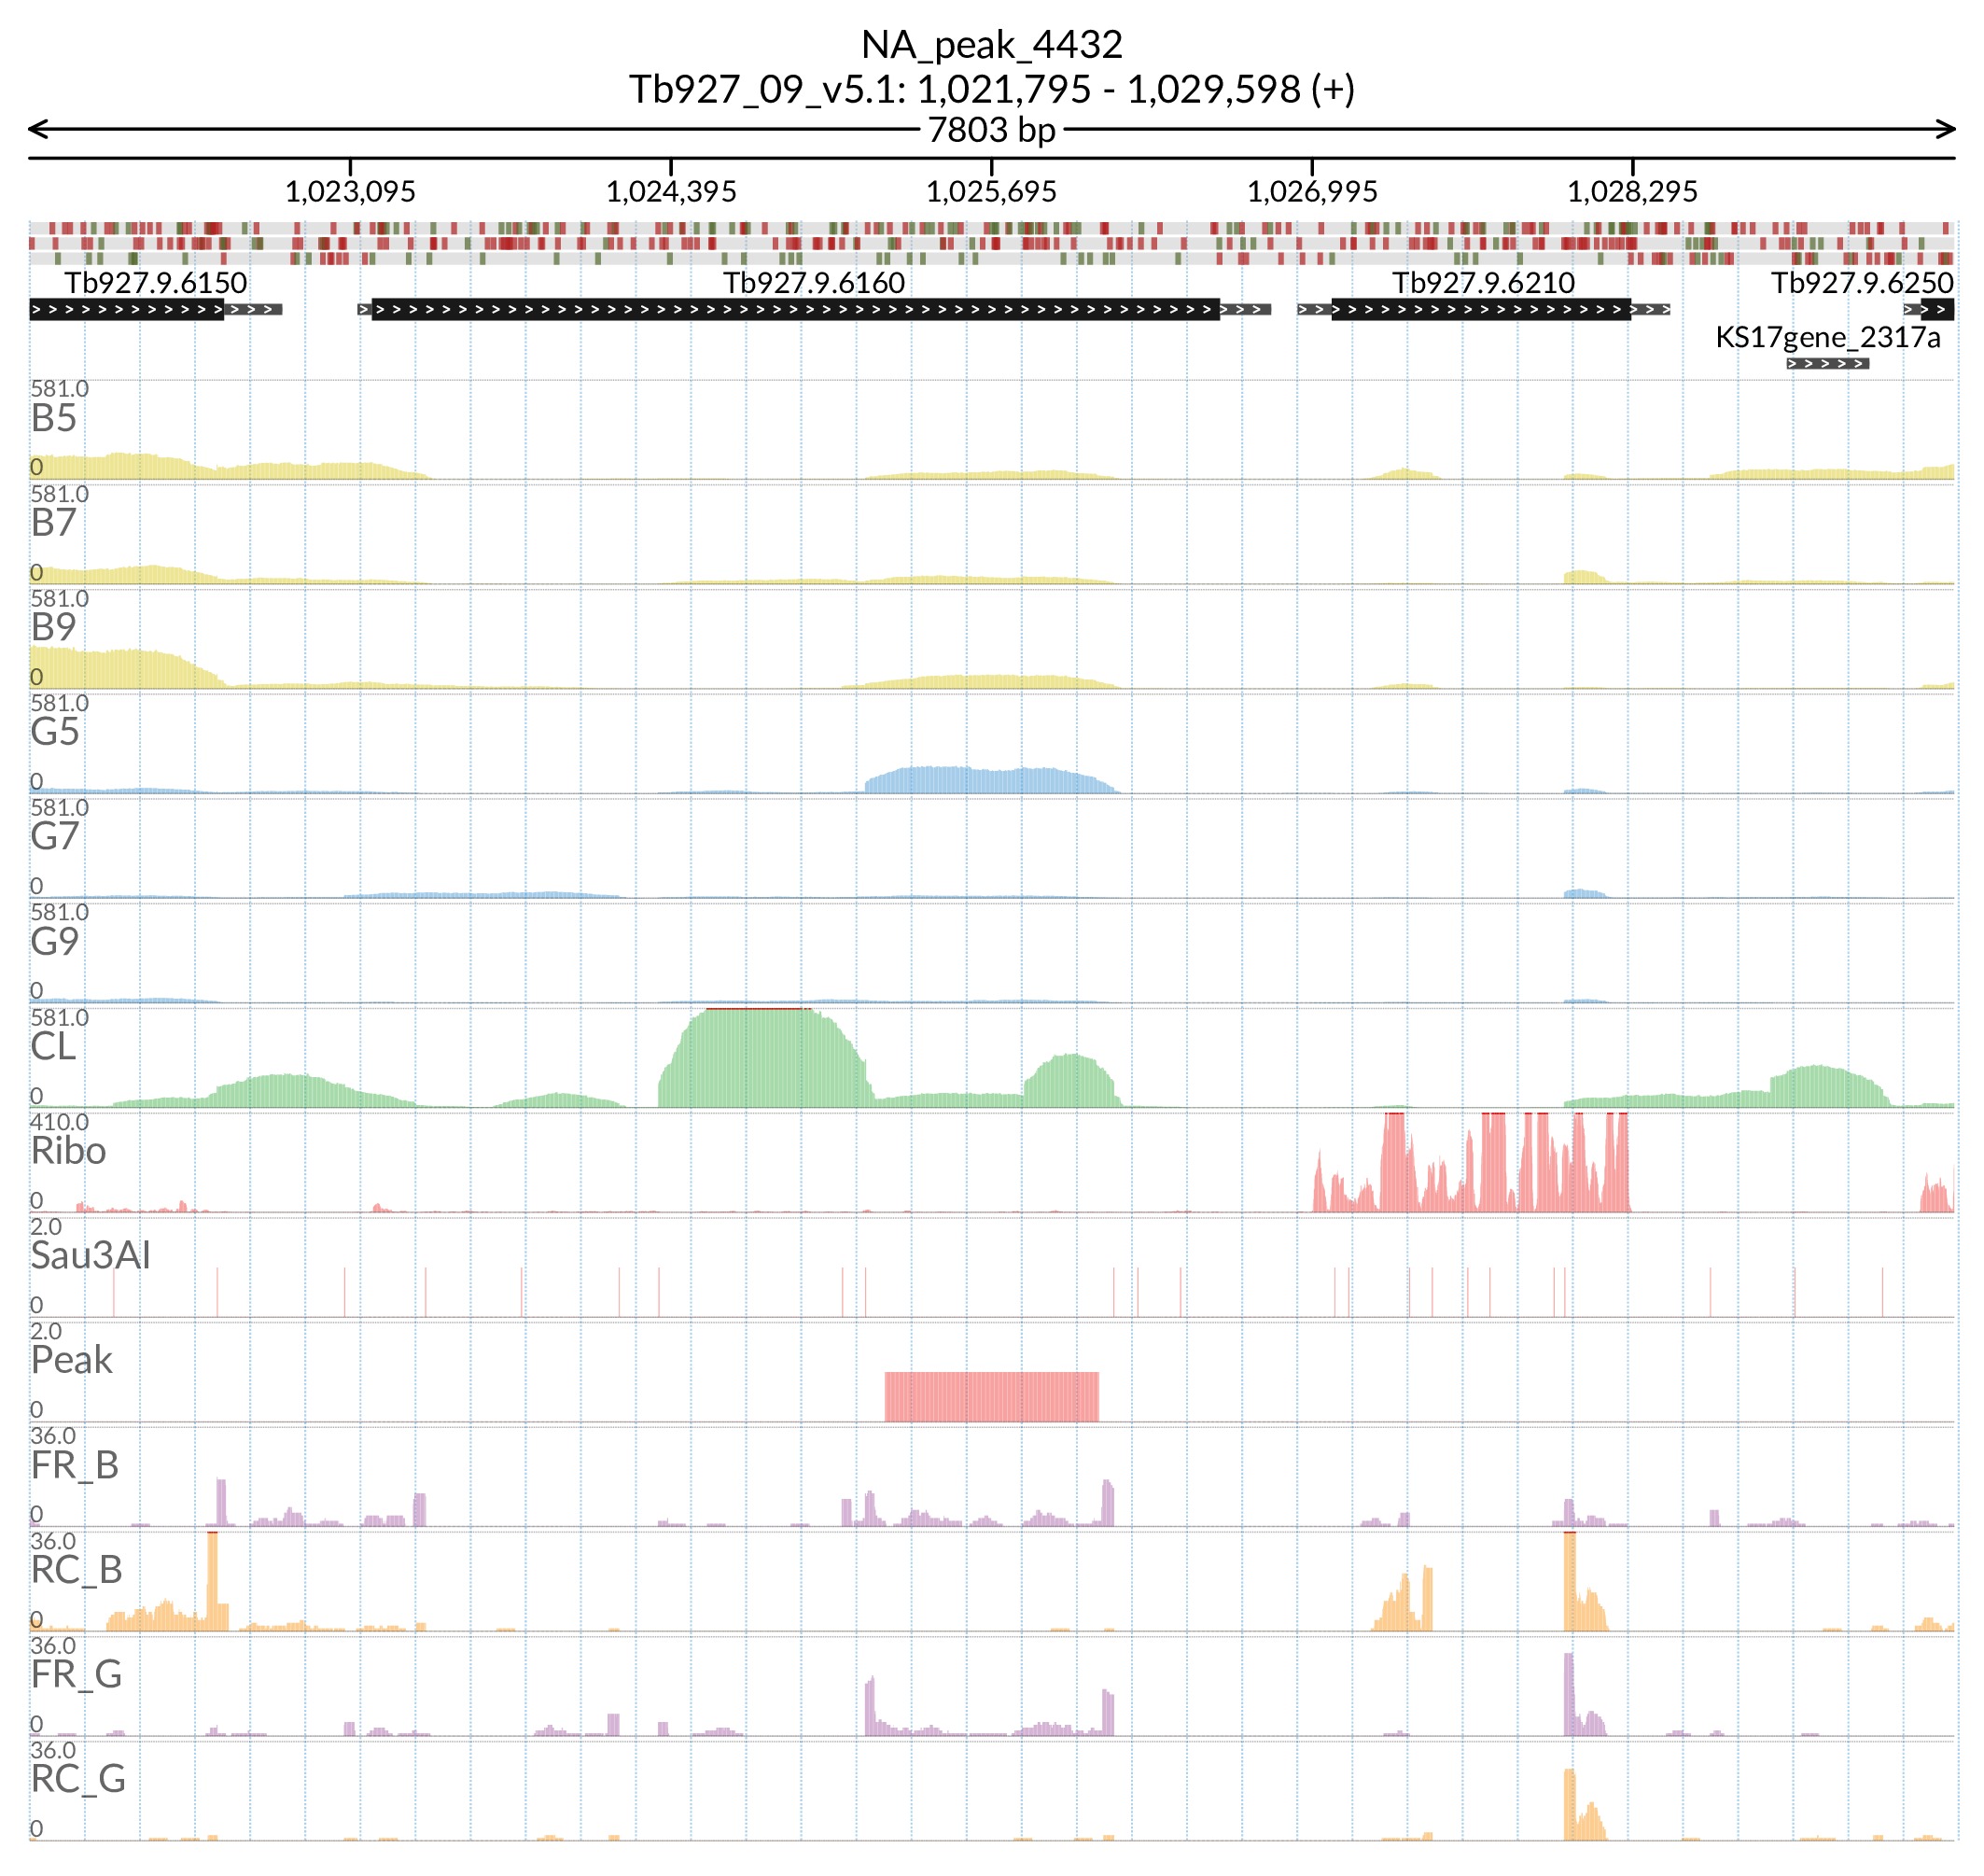 NA_peak_4432
Tb927_09_v5.1: 1,021,795 - 1,029,598 (+)
7803 bp
1,023,095 1,024,395 1,025,695 1,026,995 1,028,295
Tb927.9.6150 Tb927.9.6160 Tb927.9.6210 Tb927.9.6250
KS17gene_2317a
581.0
B5
0
581.0
B7
0
581.0
B9
0
581.0
G5
0
581.0
G7
0
581.0
G9
0
581.0
CL
0
410.0
Ribo
0
2.0
Sau3AI
0
2.0
Peak
0
36.0
FR_B
0
36.0
RC_B
0
36.0
FR_G
0
36.0
RC_G
0